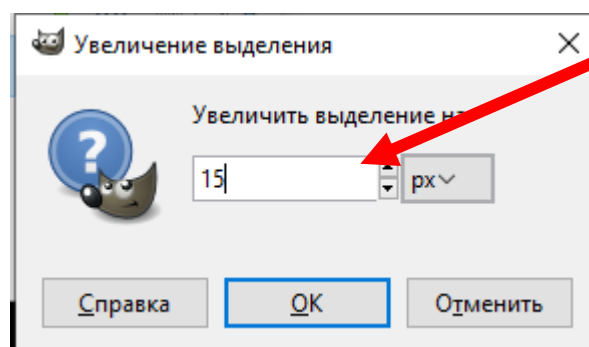 Увеличение выделения
Увеличить выделение на
15
px
Справка
OK
Отменить